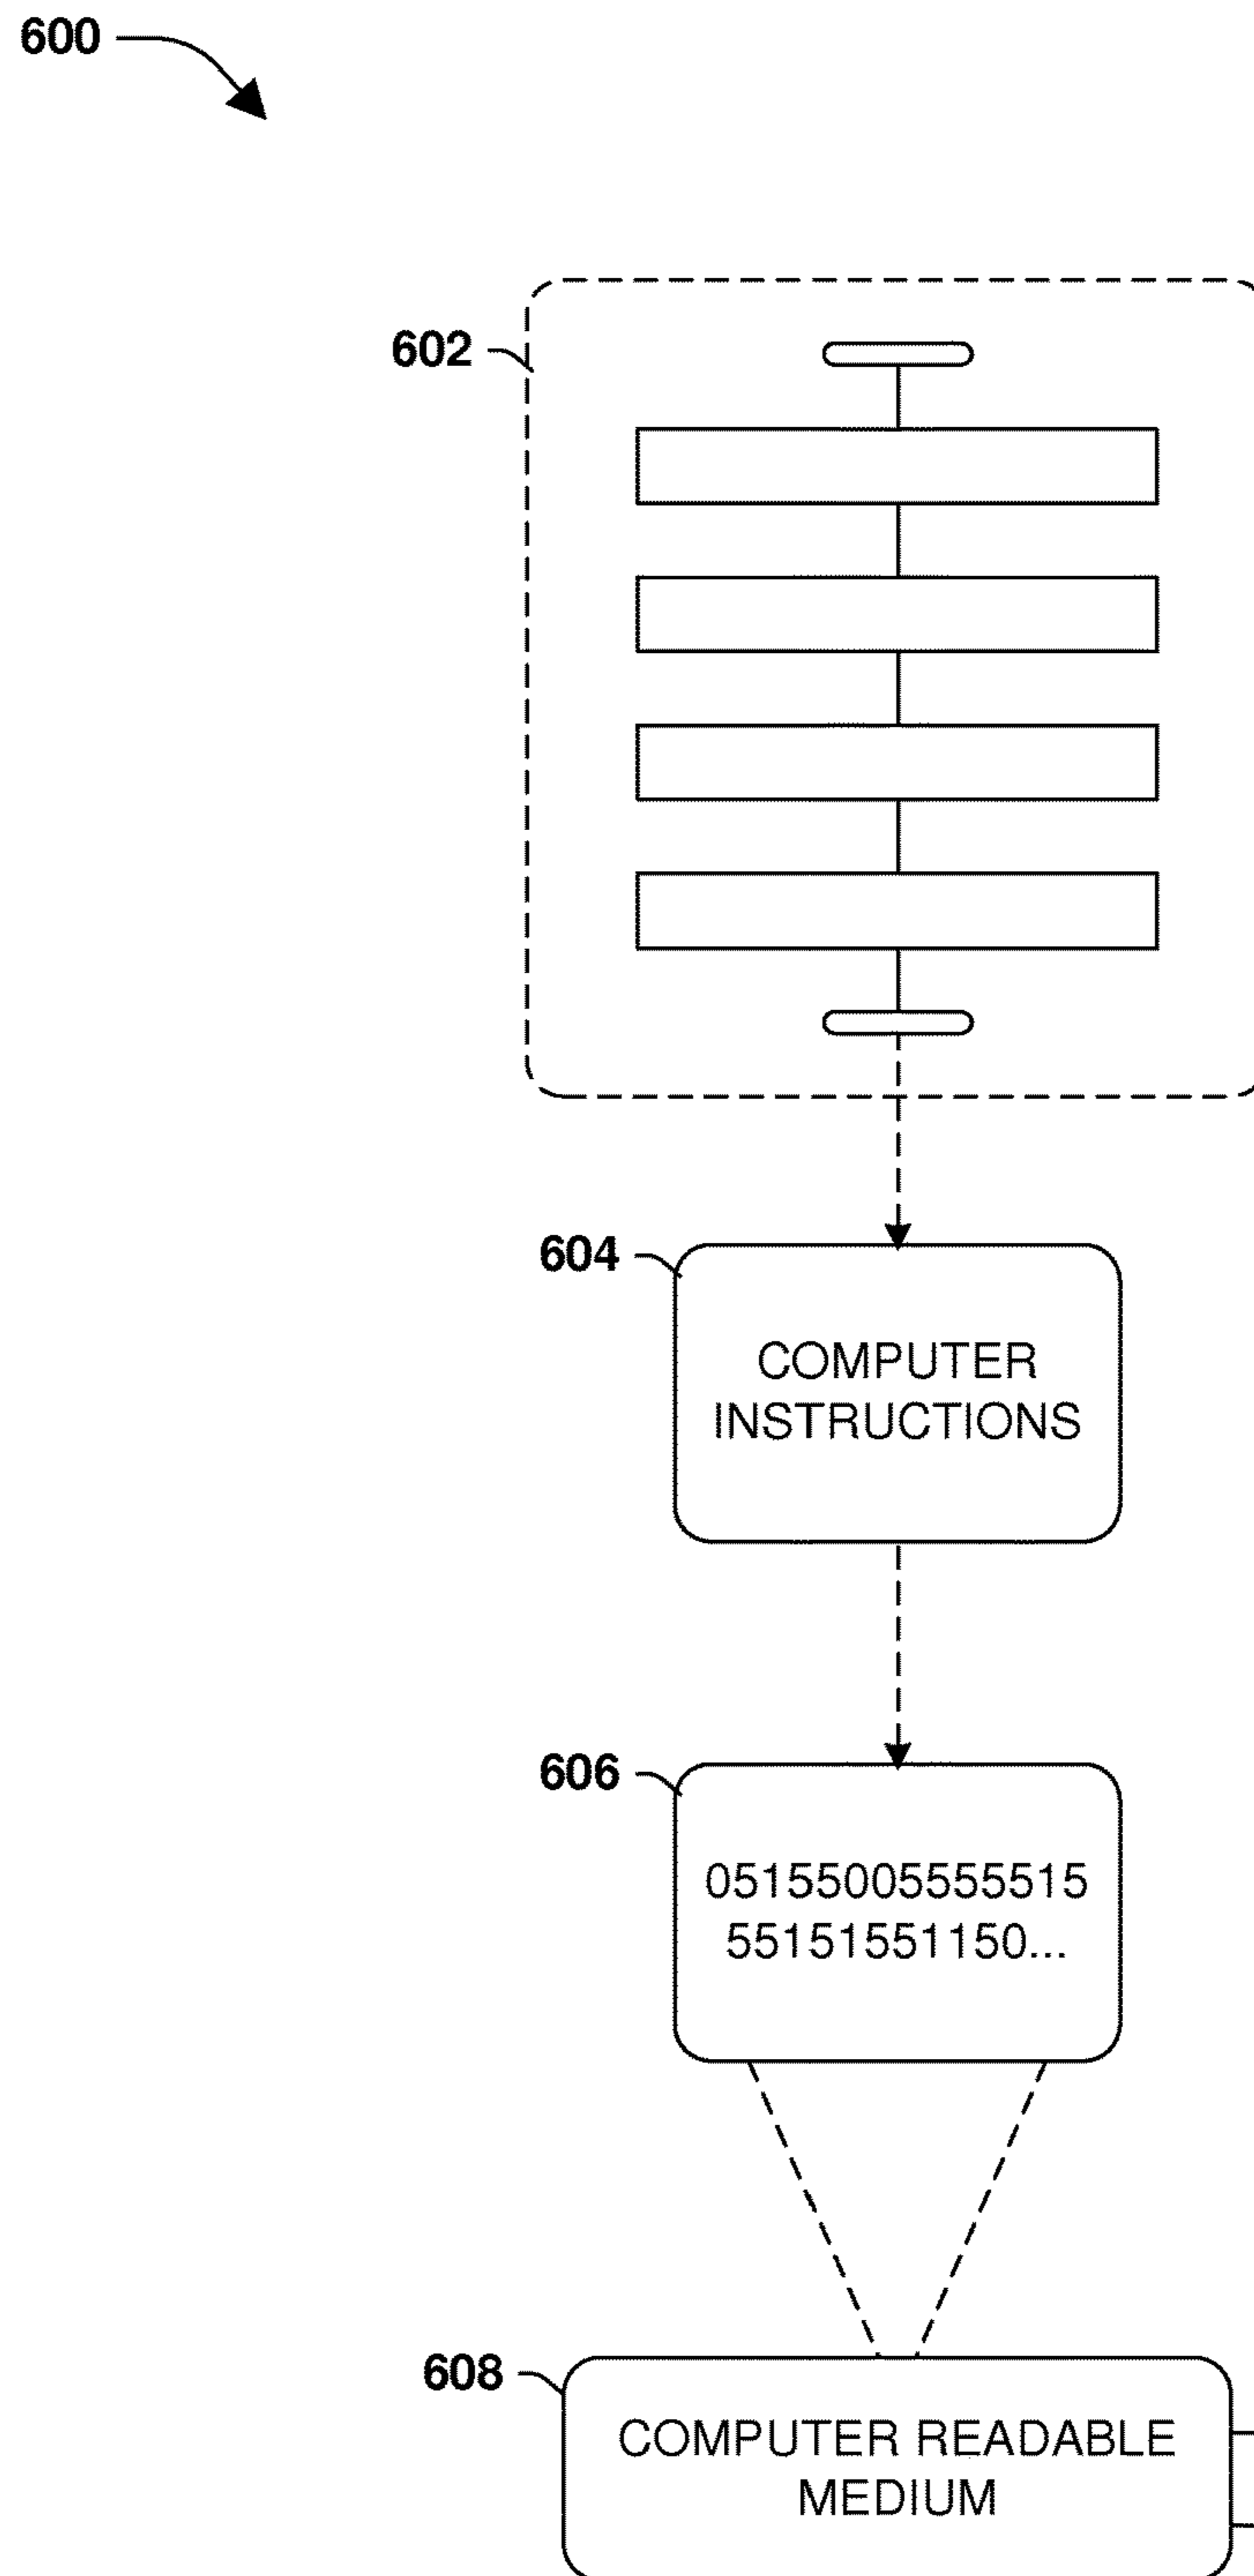 600
602
604
COMPUTER
INSTRUCTIONS
606
05155005555515
55151551150...
608
COMPUTER READABLE
MEDIUM